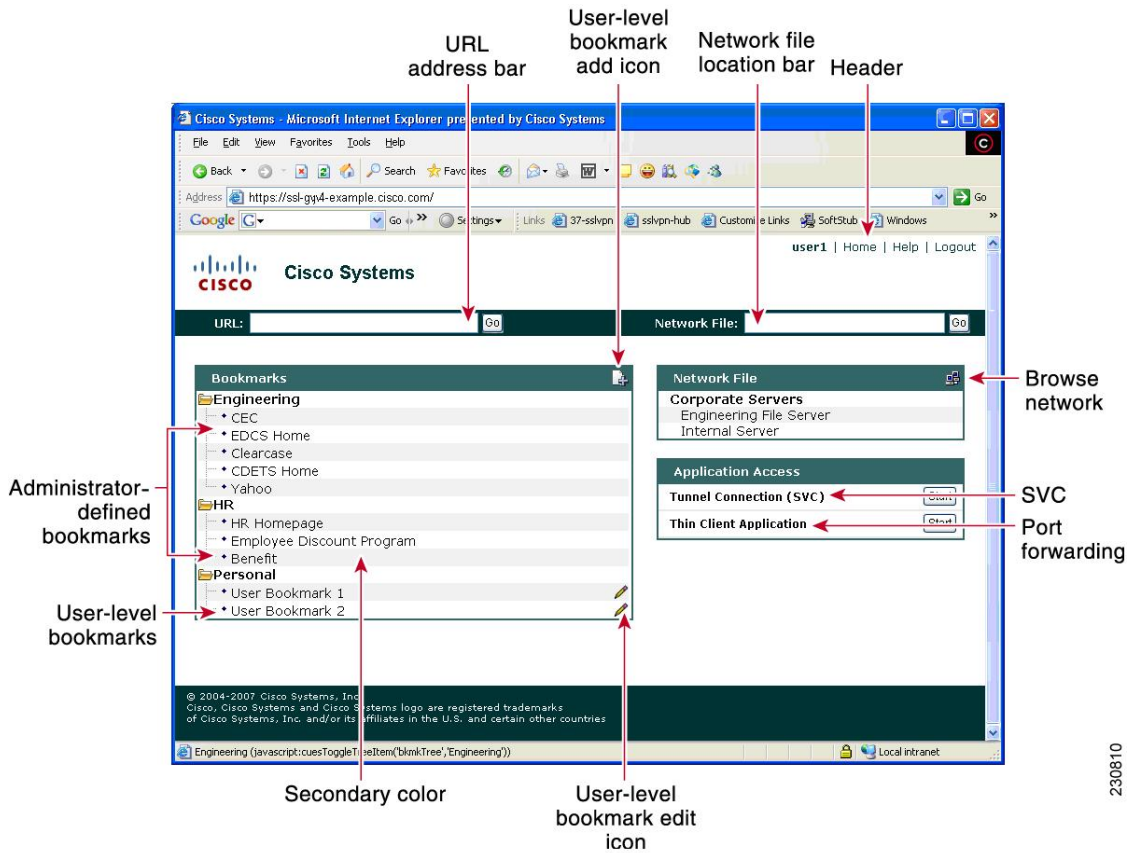 URL
address bar
User-level
bookmark
add icon
Network file
location bar
Header
Cisco Systems - Microsoft Internet Explorer presented by Cisco Systems
File Edit View Favorites Tools Help
Back Search Favorites
Address https://ssl-gw4-example.cisco.com/ Go
Google G Go Settings Links 37-sslvpn sslvpn-hub Customize Links SoftStub Windows »
user1 | Home | Help | Logout
CISCO Cisco Systems
URL: Go Network File: Go
Bookmarks
Engineering
CEC
EDCS Home
Clearcase
CDETS Home
Yahoo
HR
HR Homepage
Employee Discount Program
Benefit
Personal
User Bookmark 1
User Bookmark 2
Network File
Corporate Servers
Engineering File Server
Internal Server
Application Access
Tunnel Connection (SVC) Start
Thin Client Application Start
Browse
network
SVC
Port
forwarding
Administrator-
defined
bookmarks
User-level
bookmarks
© 2004-2007 Cisco Systems, Inc.
Cisco, Cisco Systems and Cisco Systems logo are registered trademarks
of Cisco Systems, Inc. and/or its affiliates in the U.S. and certain other countries
Engineering (javascript:cuesToggleTreeItem('bkmkTree','Engineering')) Local intranet
Secondary color
User-level
bookmark edit
icon
230810